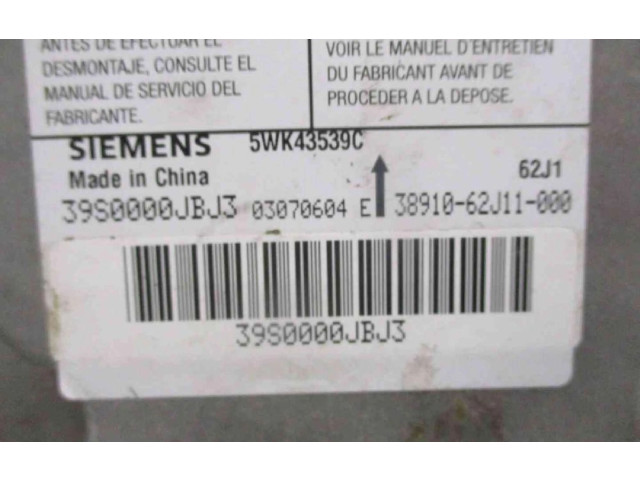 ANTES DE EFECTUAR EL
DESMONTAJE, CONSULTE EL
MANUAL DE SERVICIO DEL
FABRICANTE.
VOIR LE MANUEL D'ENTRETIEN
DU FABRICANT AVANT DE
PROCEDER A LA DEPOSE.
SIEMENS 5WK43539C
Made in China 62J1
39S0000JBJ3 03070604 E 38910-62J11-000
39S0000JBJ3